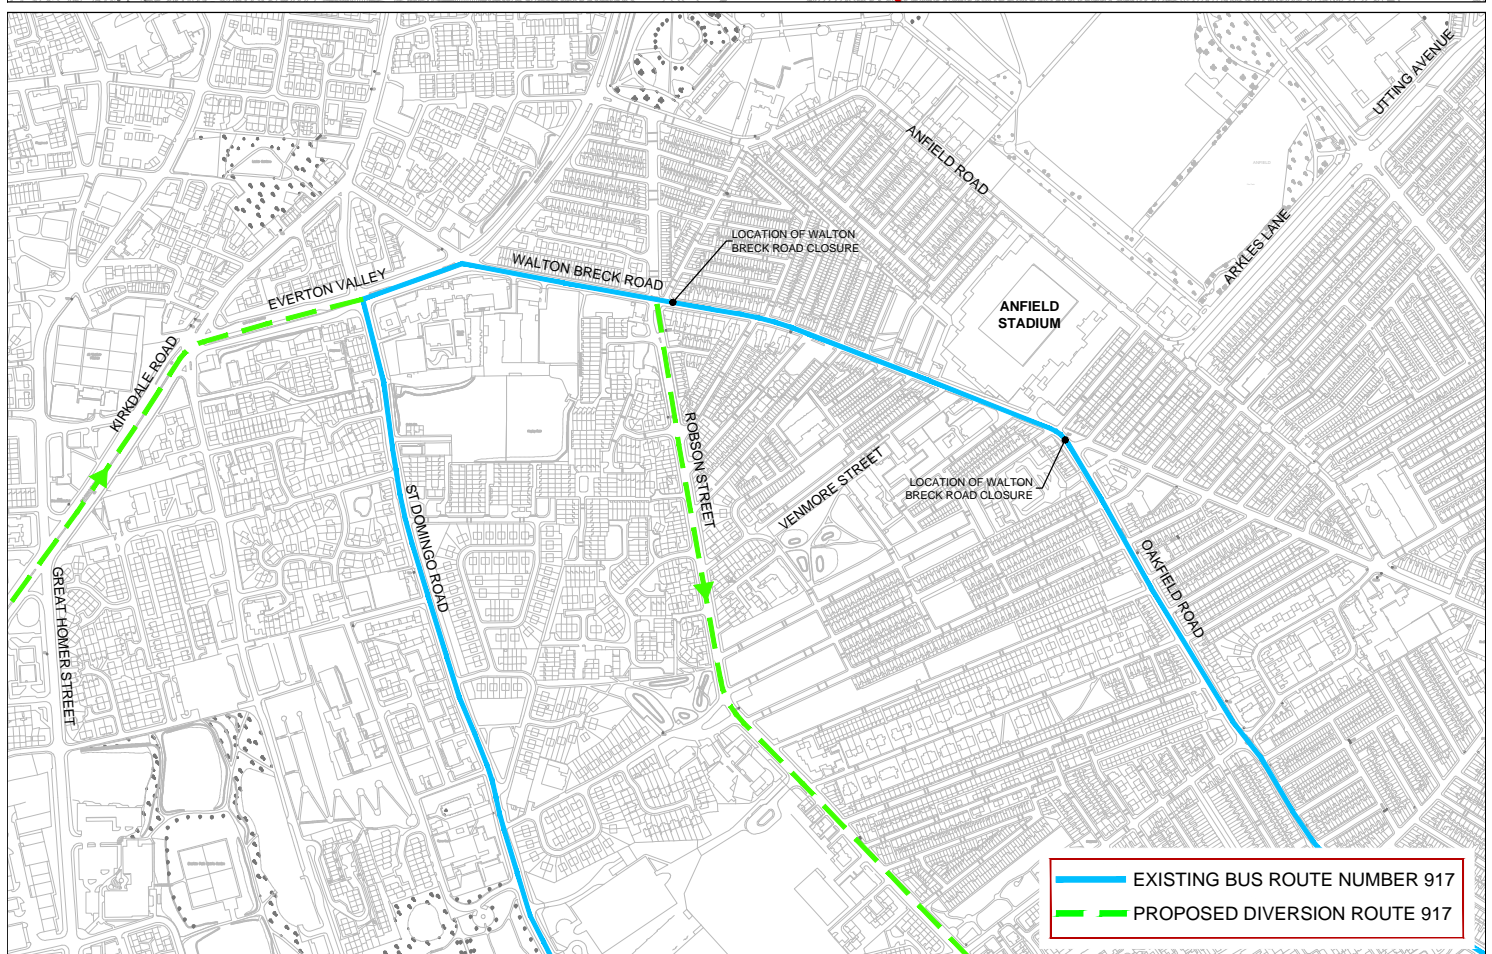 UTTING AVENUE
ANFIELD ROAD
ARKLES LANE
LOCATION OF WALTON
BRECK ROAD CLOSURE
WALTON BRECK ROAD
EVERTON VALLEY
ANFIELD
STADIUM
KIRKDALE ROAD
ROBSON STREET
VENMORE STREET
LOCATION OF WALTON
BRECK ROAD CLOSURE
ST DOMINGO ROAD
OAKFIELD ROAD
GREAT HOMER STREET
EXISTING BUS ROUTE NUMBER 917
PROPOSED DIVERSION ROUTE 917